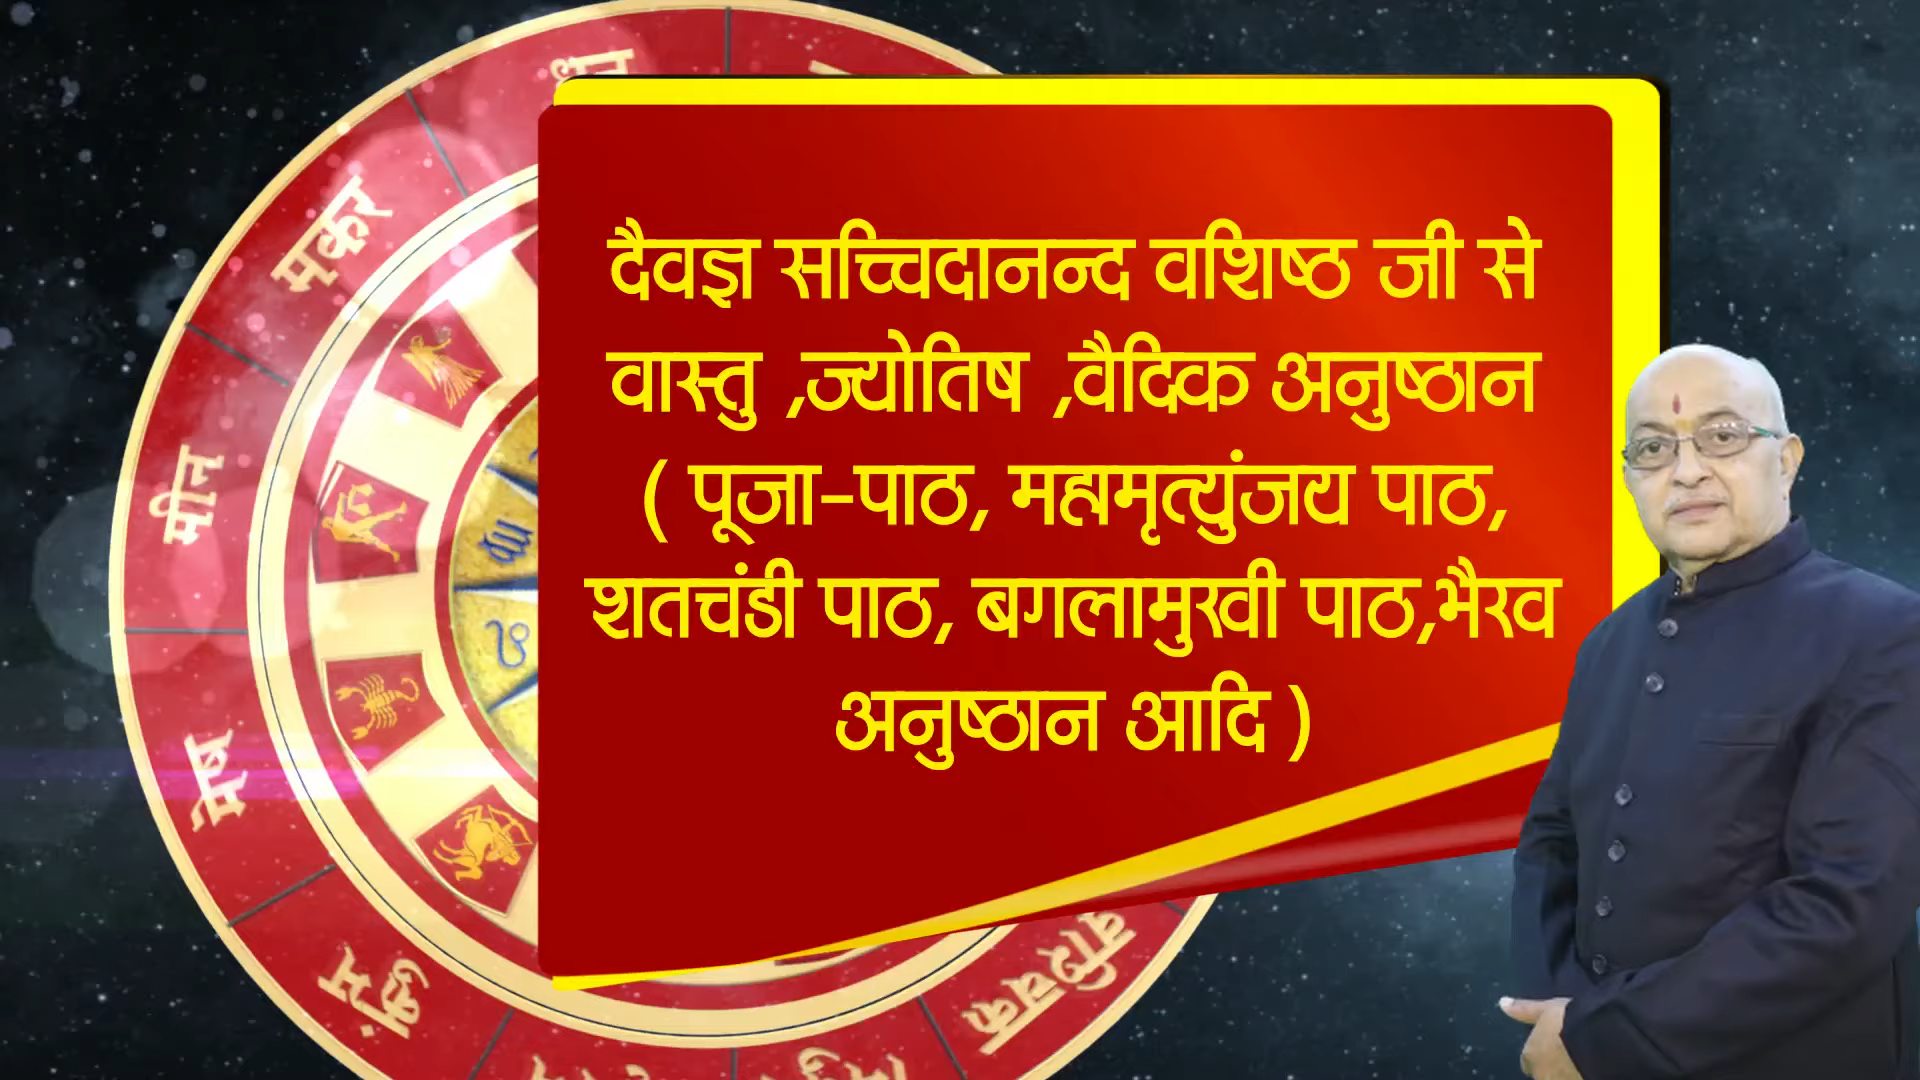 दैवज्ञ सच्चिदानन्द वशिष्ठ जी से
वास्तु ,ज्योतिष ,वैदिक अनुष्ठान
( पूजा-पाठ, महामृत्युंजय पाठ,
शतचंडी पाठ, बगलामुखी पाठ,भैरव
अनुष्ठान आदि )
मकर
मीन
मेष
कुंभ